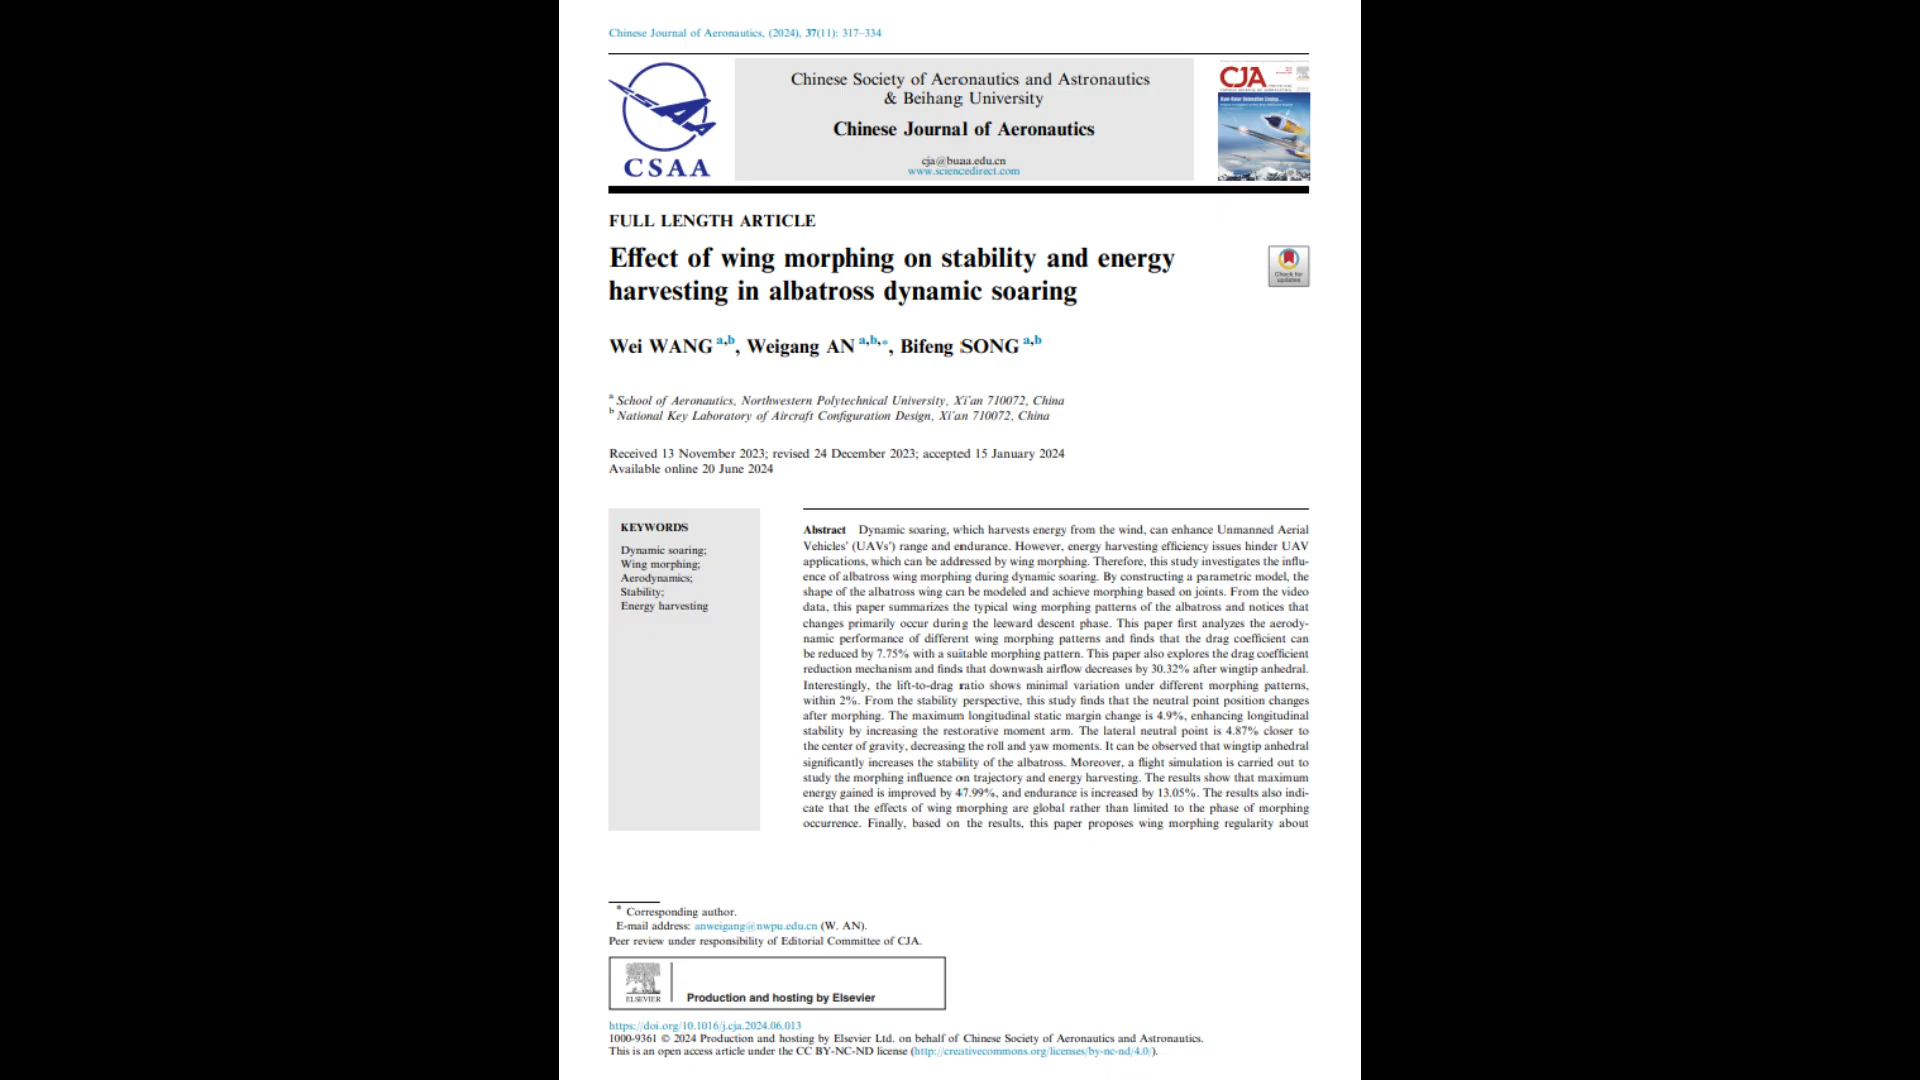 Chinese Journal of Aeronautics, (2024), 37(11): 317–334
CSAA
Chinese Society of Aeronautics and Astronautics
& Beihang University
Chinese Journal of Aeronautics
cja@buaa.edu.cn
www.sciencedirect.com
CJA
FULL LENGTH ARTICLE
Effect of wing morphing on stability and energy
harvesting in albatross dynamic soaring
Check for
updates
Wei WANG a,b, Weigang AN a,b,*, Bifeng SONG a,b
a School of Aeronautics, Northwestern Polytechnical University, Xi'an 710072, China
b National Key Laboratory of Aircraft Configuration Design, Xi'an 710072, China
Received 13 November 2023; revised 24 December 2023; accepted 15 January 2024
Available online 20 June 2024
KEYWORDS
Dynamic soaring;
Wing morphing;
Aerodynamics;
Stability;
Energy harvesting
Abstract Dynamic soaring, which harvests energy from the wind, can enhance Unmanned Aerial
Vehicles' (UAVs') range and endurance. However, energy harvesting efficiency issues hinder UAV
applications, which can be addressed by wing morphing. Therefore, this study investigates the influ-
ence of albatross wing morphing during dynamic soaring. By constructing a parametric model, the
shape of the albatross wing can be modeled and achieve morphing based on joints. From the video
data, this paper summarizes the typical wing morphing patterns of the albatross and notices that
changes primarily occur during the leeward descent phase. This paper first analyzes the aerody-
namic performance of different wing morphing patterns and finds that the drag coefficient can
be reduced by 7.75% with a suitable morphing pattern. This paper also explores the drag coefficient
reduction mechanism and finds that downwash airflow decreases by 30.32% after wingtip anhedral.
Interestingly, the lift-to-drag ratio shows minimal variation under different morphing patterns,
within 2%. From the stability perspective, this study finds that the neutral point position changes
after morphing. The maximum longitudinal static margin change is 4.9%, enhancing longitudinal
stability by increasing the restorative moment arm. The lateral neutral point is 4.87% closer to
the center of gravity, decreasing the roll and yaw moments. It can be observed that wingtip anhedral
significantly increases the stability of the albatross. Moreover, a flight simulation is carried out to
study the morphing influence on trajectory and energy harvesting. The results show that maximum
energy gained is improved by 47.99%, and endurance is increased by 13.05%. The results also indi-
cate that the effects of wing morphing are global rather than limited to the phase of morphing
occurrence. Finally, based on the results, this paper proposes wing morphing regularity about
* Corresponding author.
E-mail address: anweigang@nwpu.edu.cn (W. AN).
Peer review under responsibility of Editorial Committee of CJA.
ELSEVIER
Production and hosting by Elsevier
https://doi.org/10.1016/j.cja.2024.06.013
1000-9361 © 2024 Production and hosting by Elsevier Ltd. on behalf of Chinese Society of Aeronautics and Astronautics.
This is an open access article under the CC BY-NC-ND license (http://creativecommons.org/licenses/by-nc-nd/4.0/).